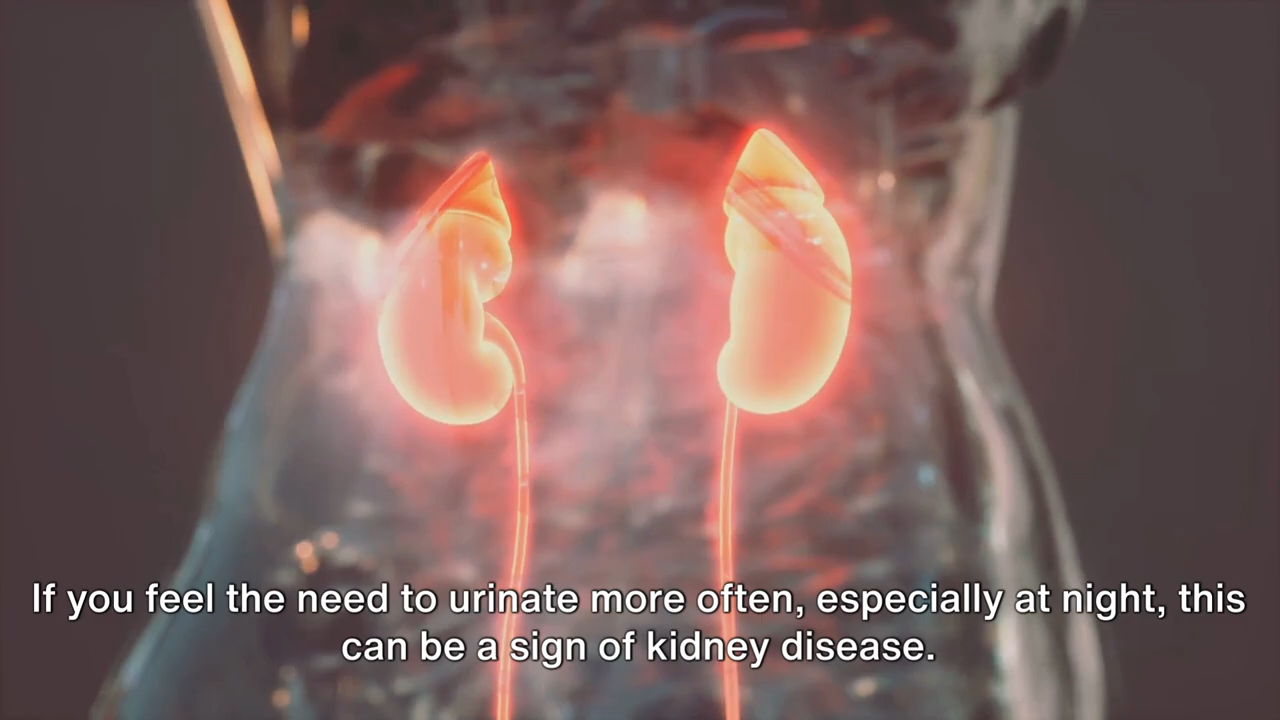 If you feel the need to urinate more often, especially at night, this
can be a sign of kidney disease.